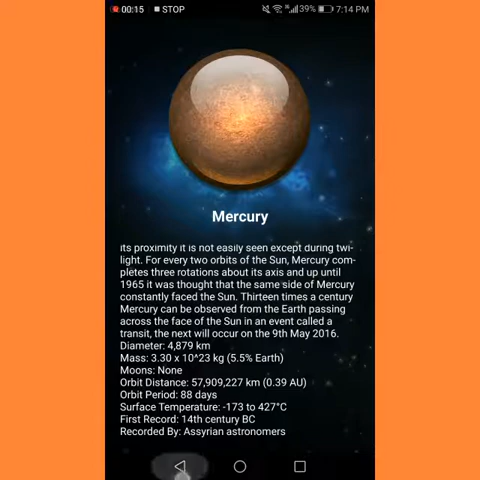 00:15 STOP 39% 7:14 PM
Mercury
its proximity it is not easily seen except during twi-
light. For every two orbits of the Sun, Mercury com-
pletes three rotations about its axis and up until
1965 it was thought that the same side of Mercury
constantly faced the Sun. Thirteen times a century
Mercury can be observed from the Earth passing
across the face of the Sun in an event called a
transit, the next will occur on the 9th May 2016.
Diameter: 4,879 km
Mass: 3.30 x 10^23 kg (5.5% Earth)
Moons: None
Orbit Distance: 57,909,227 km (0.39 AU)
Orbit Period: 88 days
Surface Temperature: -173 to 427°C
First Record: 14th century BC
Recorded By: Assyrian astronomers